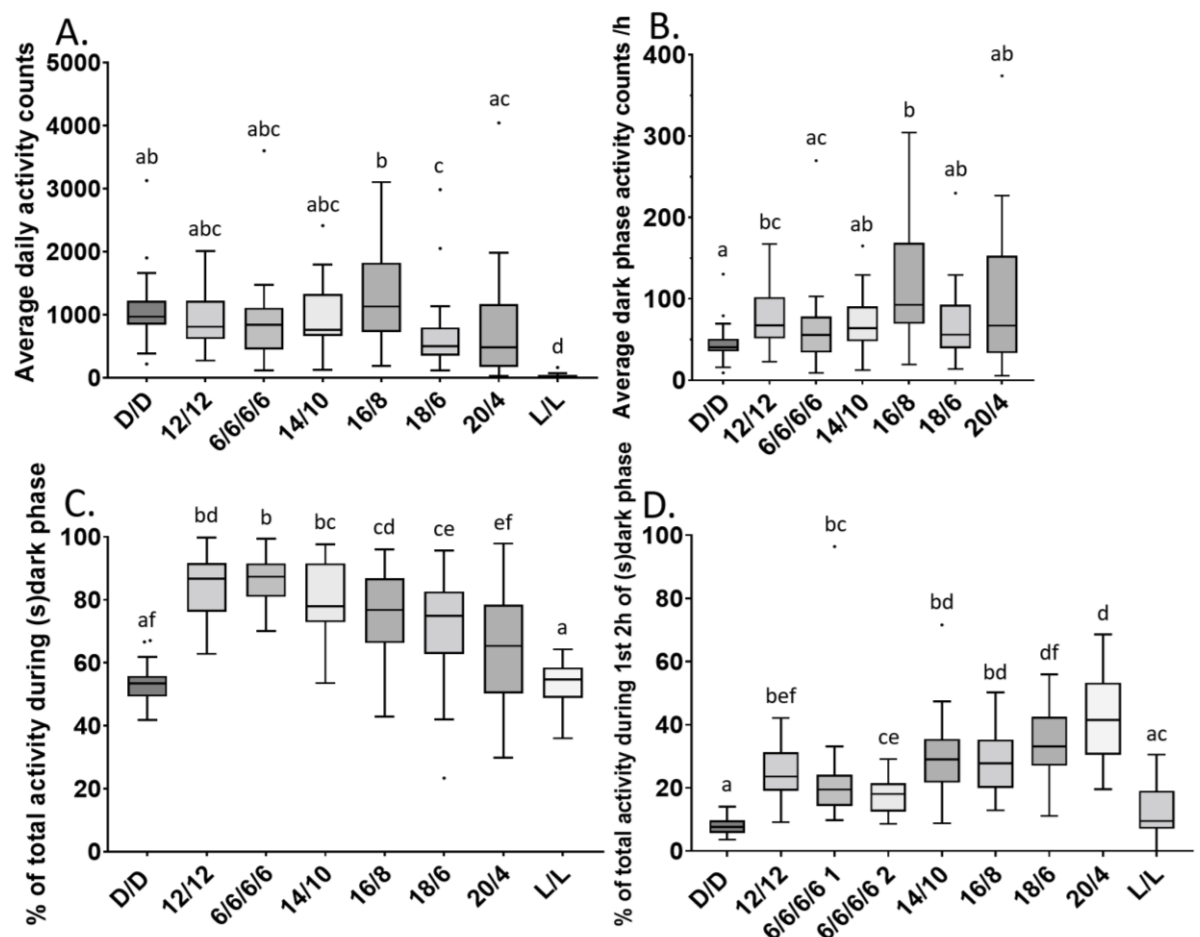 A.
Average daily activity counts
5000
4000
3000
2000
1000
0
ab
abc
abc
abc
b
c
ac
d
D/D
12/12
6/6/6/6
14/10
16/8
18/6
20/4
L/L
B.
Average dark phase activity counts /h
400
300
200
100
0
a
bc
ac
ab
b
ab
ab
D/D
12/12
6/6/6/6
14/10
16/8
18/6
20/4
C.
% of total activity during (s)dark phase
100
80
60
40
20
0
af
bd
b
bc
cd
ce
ef
a
D/D
12/12
6/6/6/6
14/10
16/8
18/6
20/4
L/L
D.
% of total activity during 1st 2h of (s)dark phase
100
80
60
40
20
0
a
bef
bc
ce
bd
bd
df
d
ac
D/D
12/12
6/6/6/6 1
6/6/6/6 2
14/10
16/8
18/6
20/4
L/L